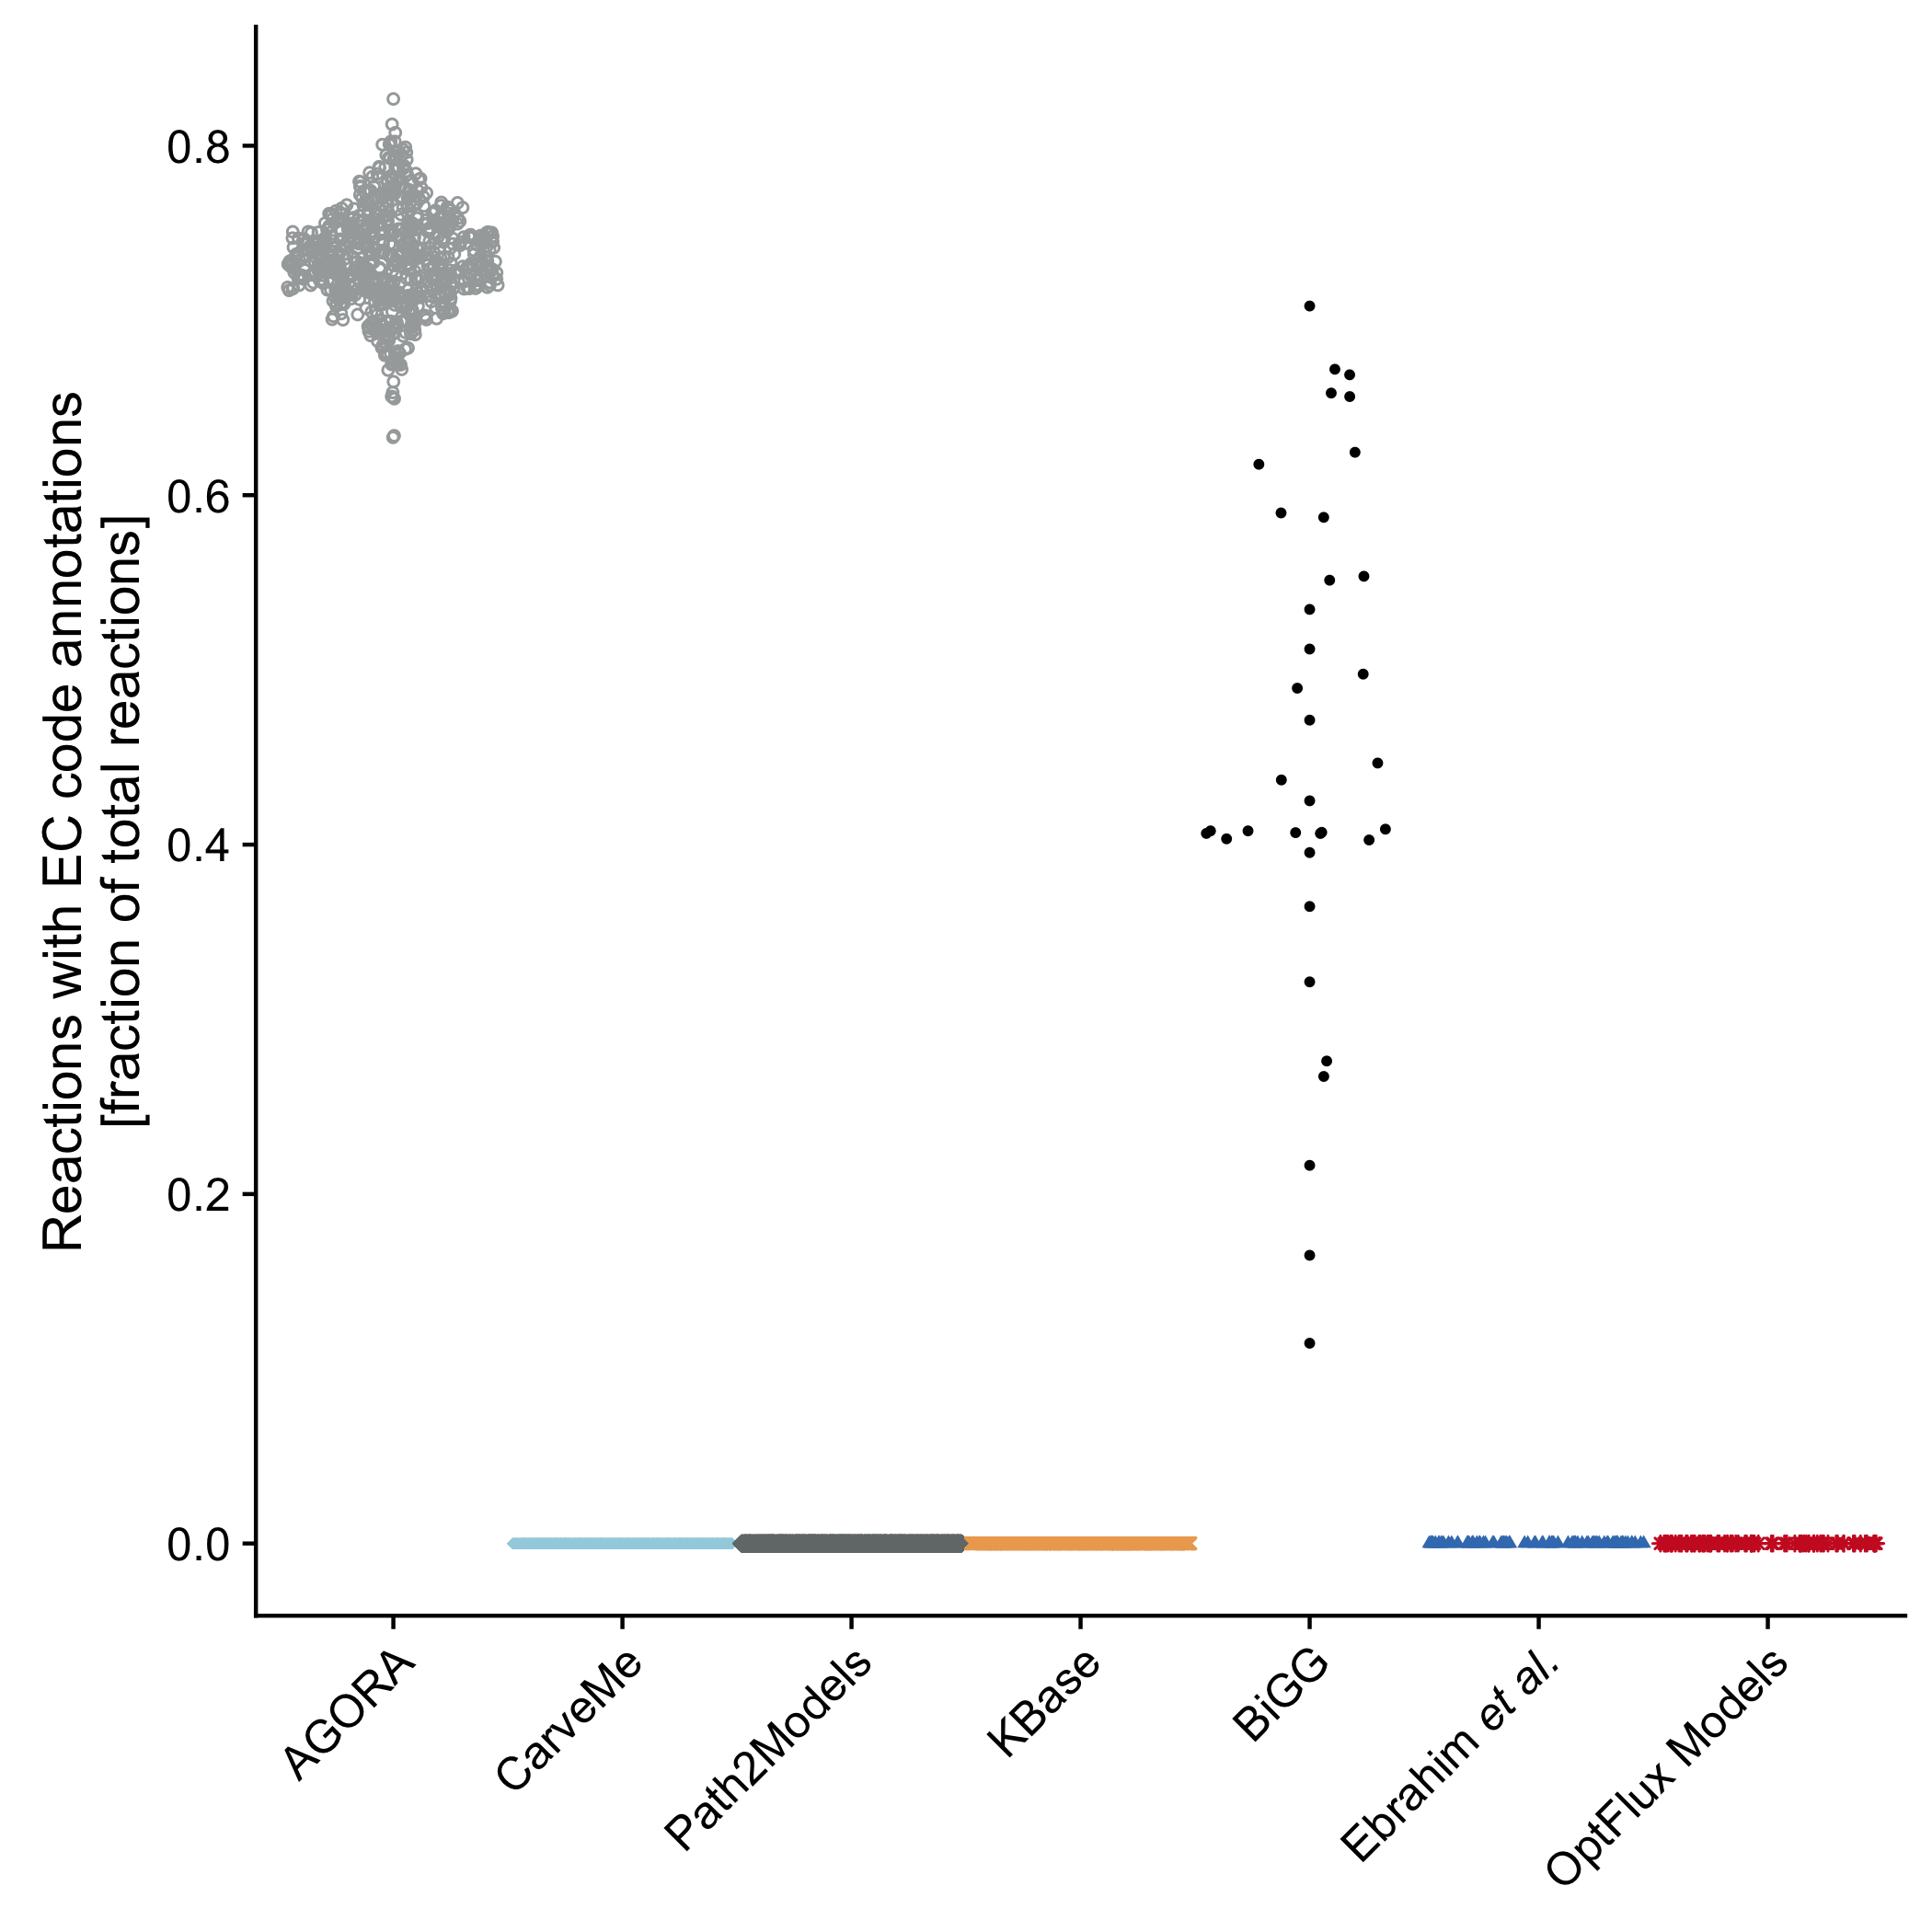 Reactions with EC code annotations
[fraction of total reactions]
0.8
0.6
0.4
0.2
0.0
AGORA
CarveMe
Path2Models
KBase
BiGG
Ebrahim et al.
OptFlux Models